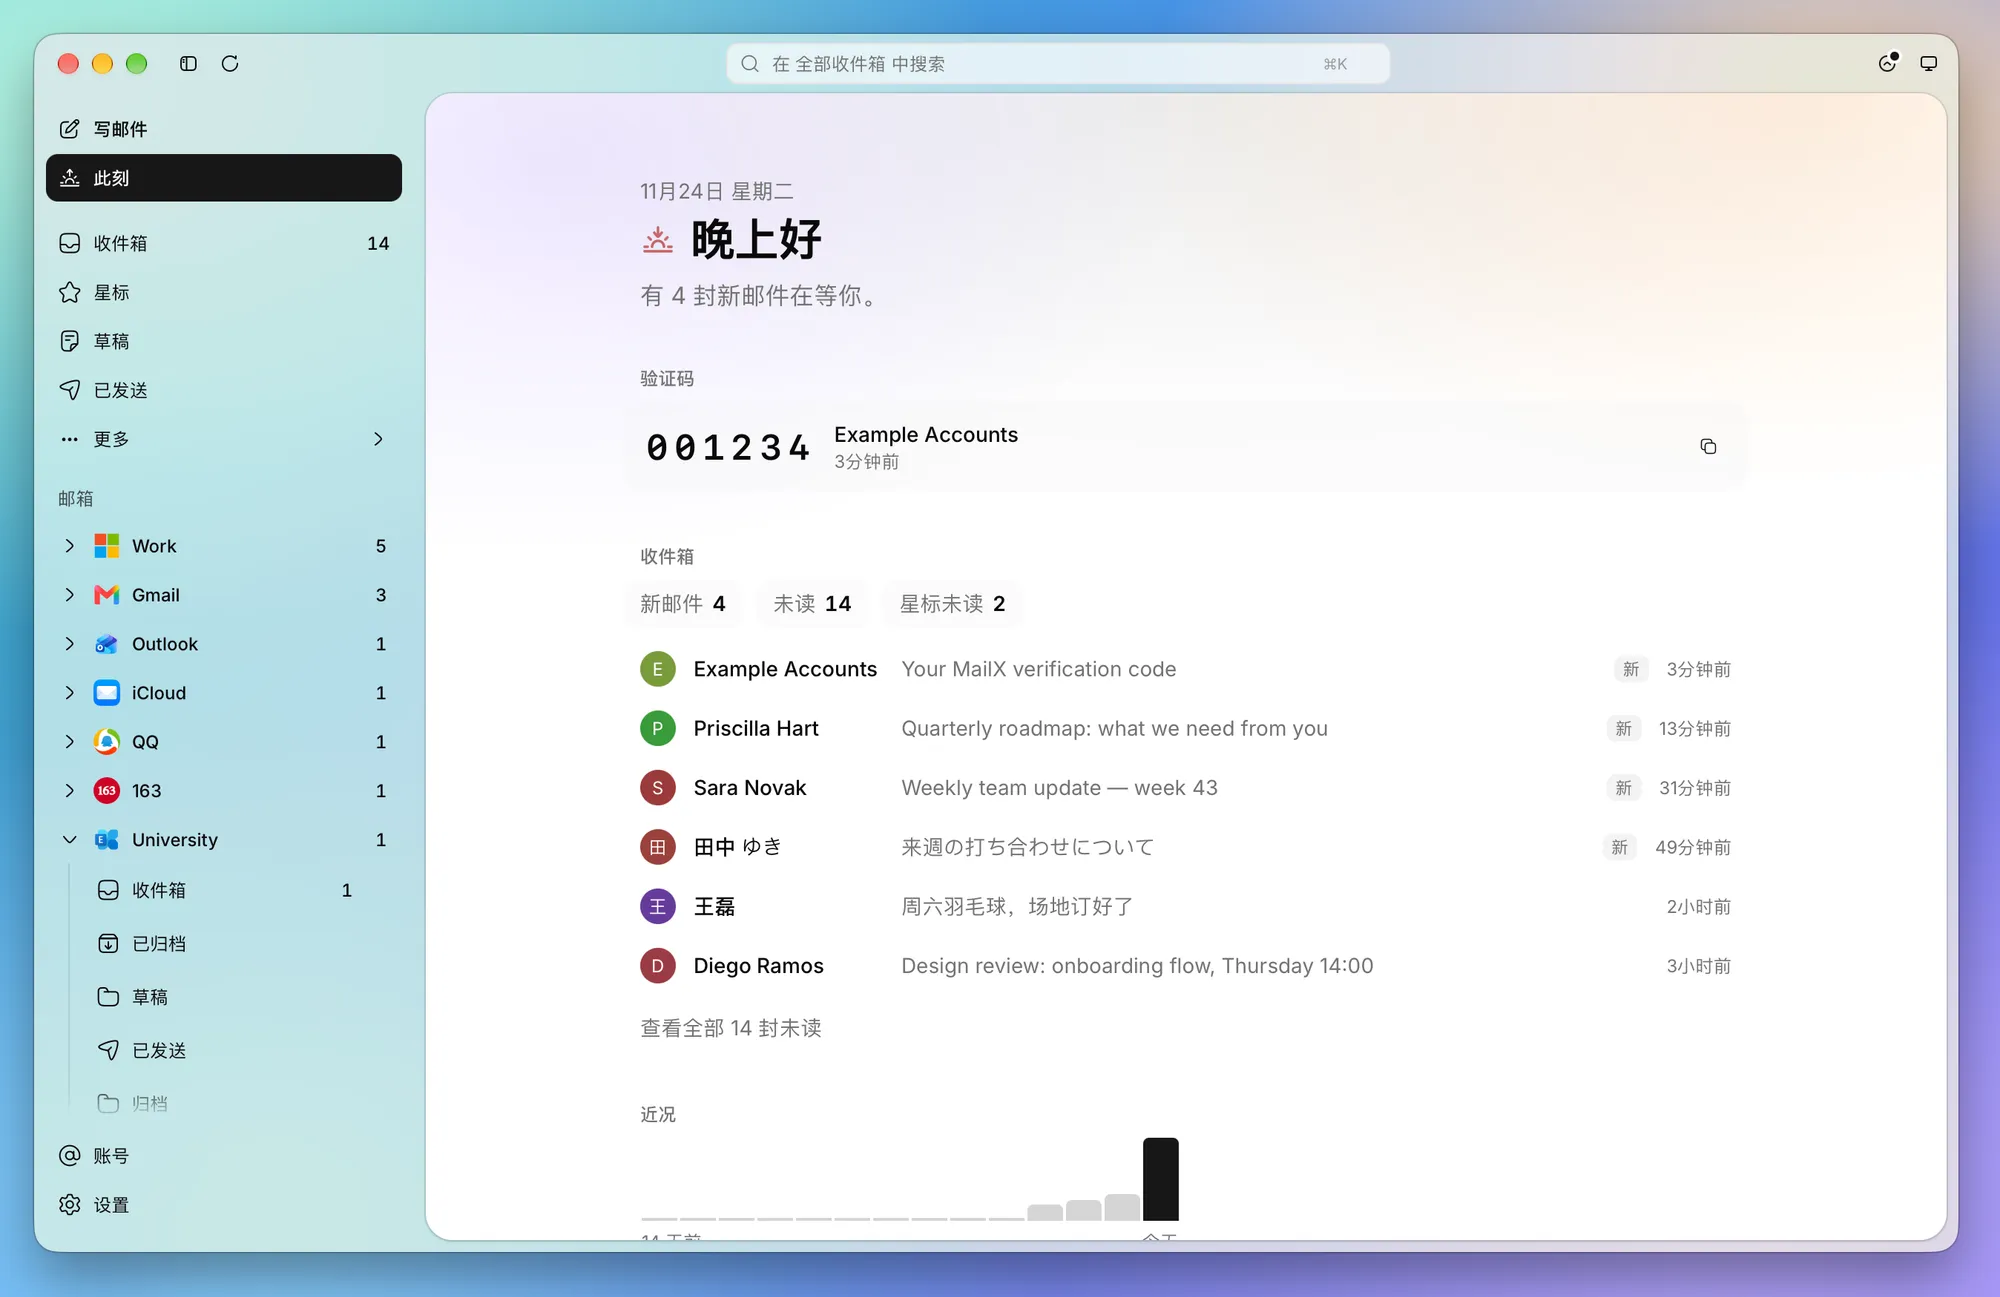 在 全部收件箱 中搜索 ⌘K
写邮件
此刻
收件箱 14
星标
草稿
已发送
更多
邮箱
Work 5
Gmail 3
Outlook 1
iCloud 1
QQ 1
163 163 1
University 1
收件箱 1
已归档
草稿
已发送
归档
账号
设置
11月24日 星期二
晚上好
有 4 封新邮件在等你。
验证码
001234
Example Accounts
3分钟前
收件箱
新邮件 4 未读 14 星标未读 2
E Example Accounts Your MailX verification code 新 3分钟前
P Priscilla Hart Quarterly roadmap: what we need from you 新 13分钟前
S Sara Novak Weekly team update — week 43 新 31分钟前
田 田中 ゆき 来週の打ち合わせについて 新 49分钟前
王 王磊 周六羽毛球，场地订好了 2小时前
D Diego Ramos Design review: onboarding flow, Thursday 14:00 3小时前
查看全部 14 封未读
近况
14 天前 今天